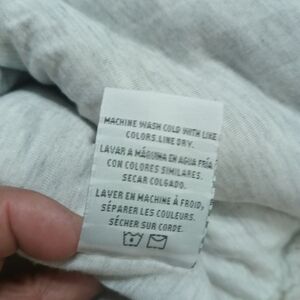 MACHINE WASH COLD WITH LIKE
COLORS. LINE DRY.
LAVAR A MÁQUINA EN AGUA FRÍA
CON COLORES SIMILARES.
SECAR COLGADO.
LAVER EN MACHINE À FROID,
SÉPARER LES COULEURS.
SÉCHER SUR CORDE.